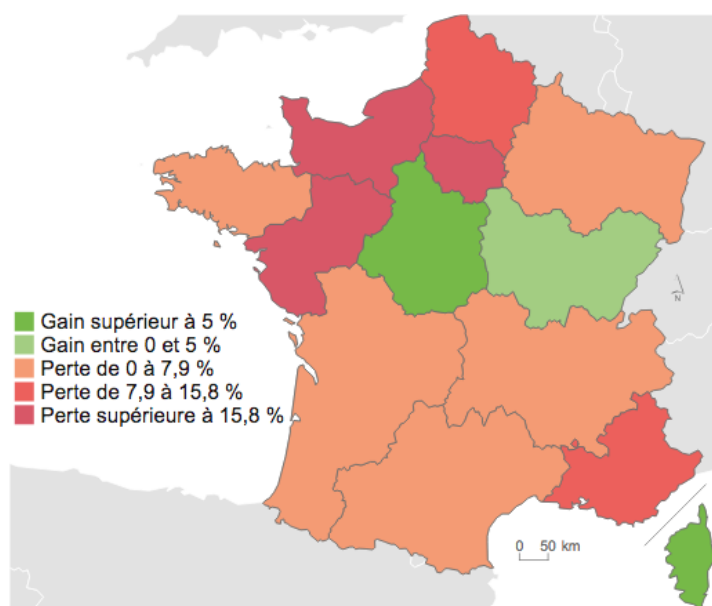 Gain supérieur à 5 %
Gain entre 0 et 5 %
Perte de 0 à 7,9 %
Perte de 7,9 à 15,8 %
Perte supérieure à 15,8 %
N
0 50 km